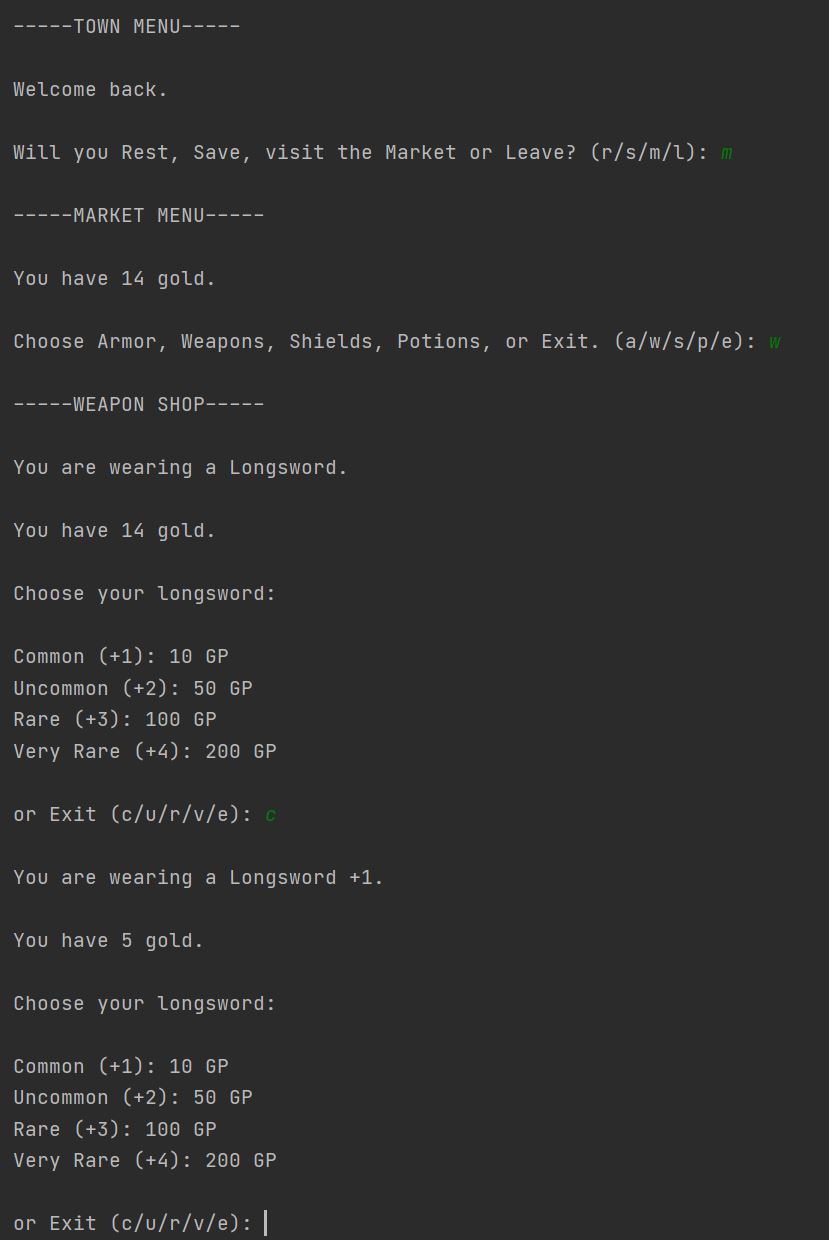 -----TOWN MENU-----
Welcome back.
Will you Rest, Save, visit the Market or Leave? (r/s/m/l): m
-----MARKET MENU-----
You have 14 gold.
Choose Armor, Weapons, Shields, Potions, or Exit. (a/w/s/p/e): w
-----WEAPON SHOP-----
You are wearing a Longsword.
You have 14 gold.
Choose your longsword:
Common (+1): 10 GP
Uncommon (+2): 50 GP
Rare (+3): 100 GP
Very Rare (+4): 200 GP
or Exit (c/u/r/v/e): c
You are wearing a Longsword +1.
You have 5 gold.
Choose your longsword:
Common (+1): 10 GP
Uncommon (+2): 50 GP
Rare (+3): 100 GP
Very Rare (+4): 200 GP
or Exit (c/u/r/v/e):